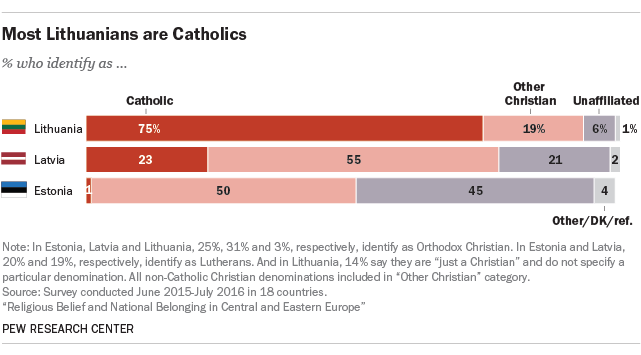 Most Lithuanians are Catholics
% who identify as ...
Catholic Other Christian Unaffiliated
Lithuania 75% 19% 6% 1%
Latvia 23 55 21 2
Estonia 1 50 45 4
Other/DK/ref.
Note: In Estonia, Latvia and Lithuania, 25%, 31% and 3%, respectively, identify as Orthodox Christian. In Estonia and Latvia,
20% and 19%, respectively, identify as Lutherans. And in Lithuania, 14% say they are “just a Christian” and do not specify a
particular denomination. All non-Catholic Christian denominations included in “Other Christian” category.
Source: Survey conducted June 2015-July 2016 in 18 countries.
“Religious Belief and National Belonging in Central and Eastern Europe”
PEW RESEARCH CENTER